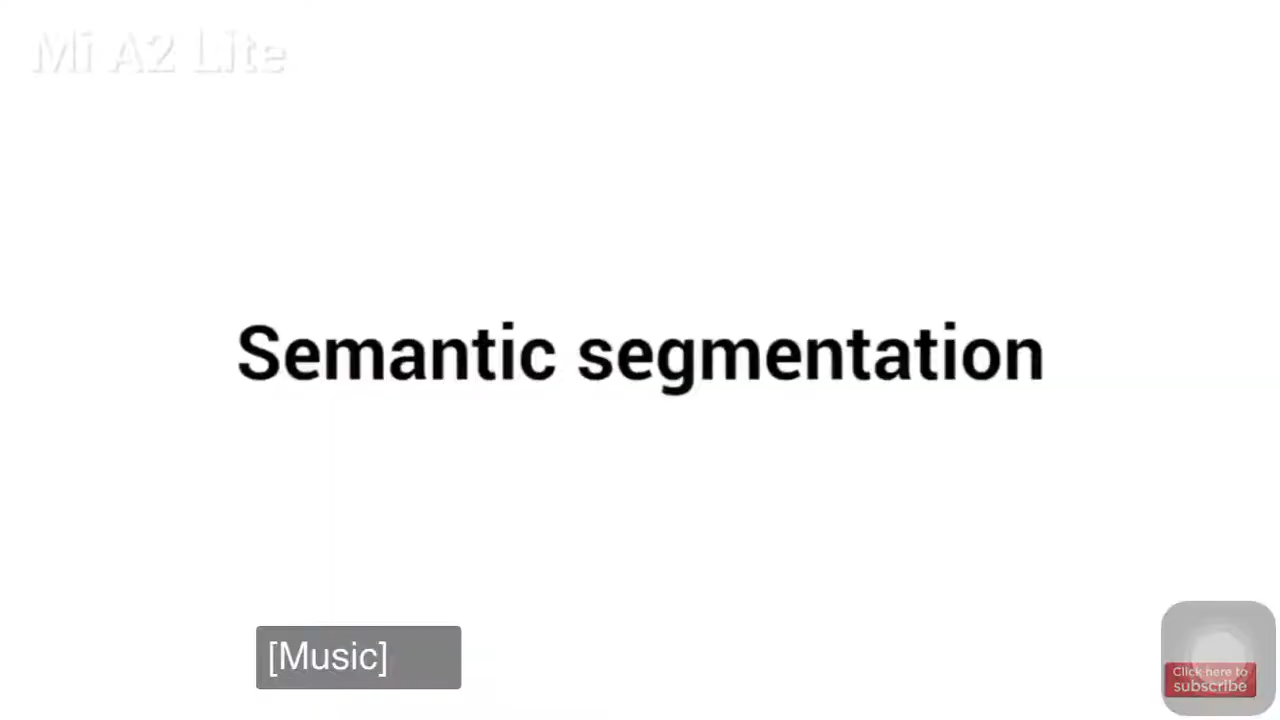 Mi A2 Lite
Semantic segmentation
[Music]
Click here to
subscribe